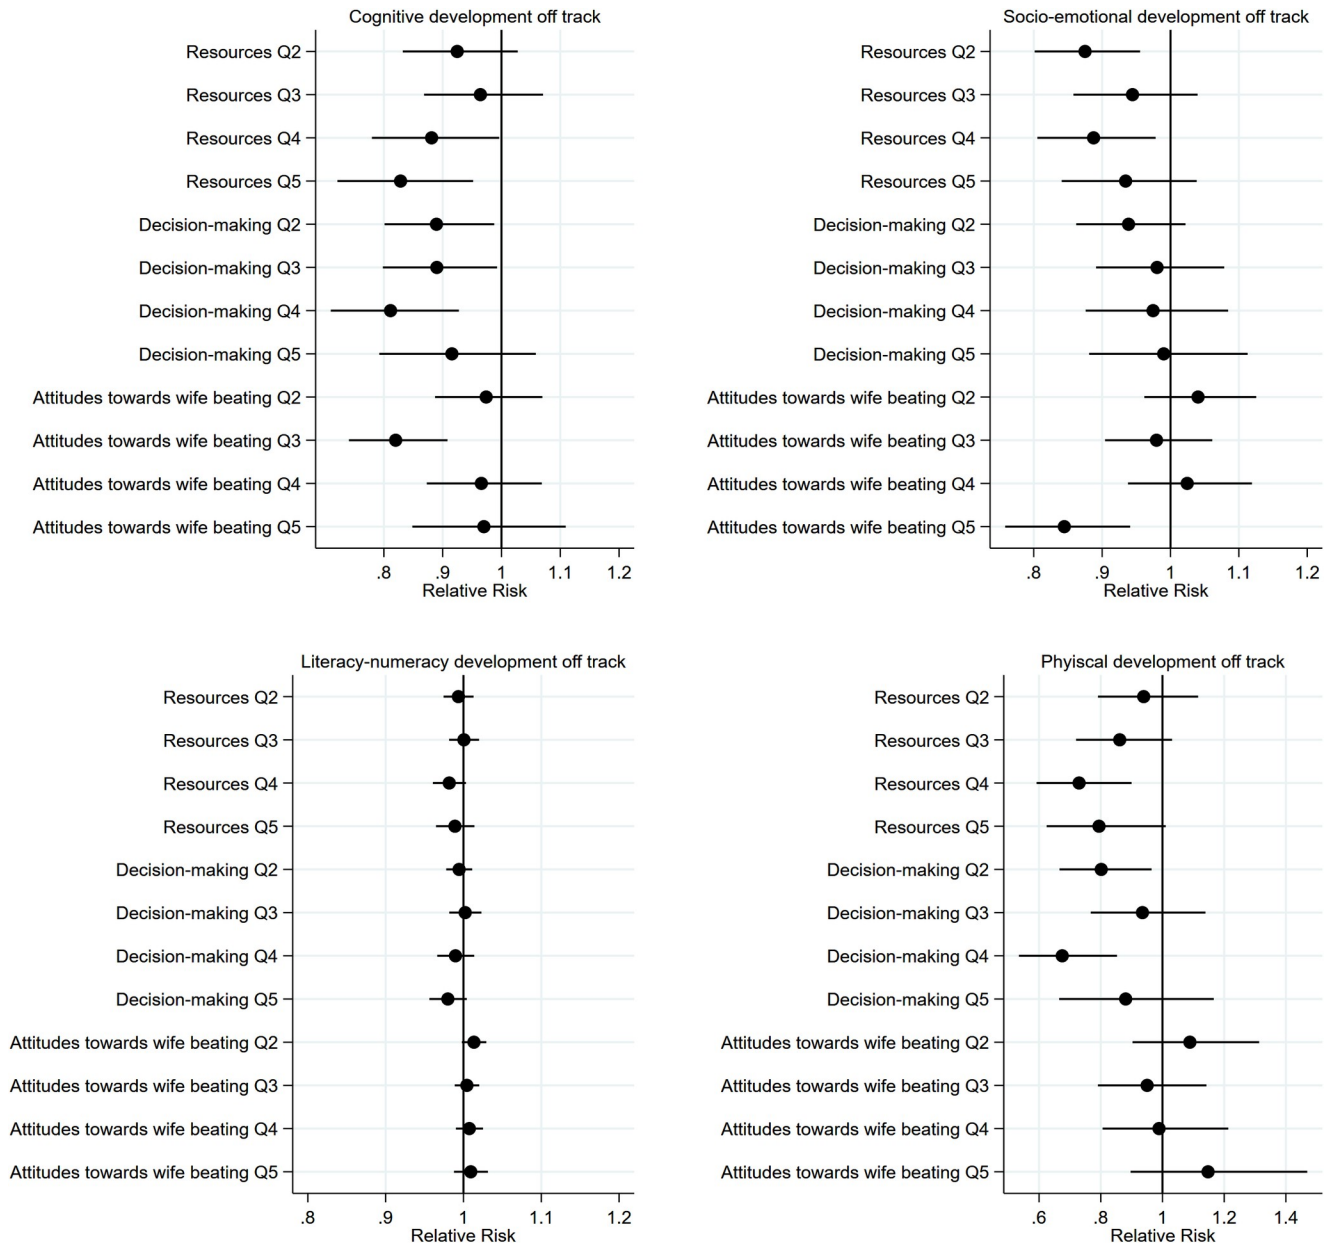 Cognitive development off track
Resources Q2
Resources Q3
Resources Q4
Resources Q5
Decision-making Q2
Decision-making Q3
Decision-making Q4
Decision-making Q5
Attitudes towards wife beating Q2
Attitudes towards wife beating Q3
Attitudes towards wife beating Q4
Attitudes towards wife beating Q5
.8 .9 1 1.1 1.2
Relative Risk
Socio-emotional development off track
Resources Q2
Resources Q3
Resources Q4
Resources Q5
Decision-making Q2
Decision-making Q3
Decision-making Q4
Decision-making Q5
Attitudes towards wife beating Q2
Attitudes towards wife beating Q3
Attitudes towards wife beating Q4
Attitudes towards wife beating Q5
.8 .9 1 1.1 1.2
Relative Risk
Literacy-numeracy development off track
Resources Q2
Resources Q3
Resources Q4
Resources Q5
Decision-making Q2
Decision-making Q3
Decision-making Q4
Decision-making Q5
Attitudes towards wife beating Q2
Attitudes towards wife beating Q3
Attitudes towards wife beating Q4
Attitudes towards wife beating Q5
.8 .9 1 1.1 1.2
Relative Risk
Phyiscal development off track
Resources Q2
Resources Q3
Resources Q4
Resources Q5
Decision-making Q2
Decision-making Q3
Decision-making Q4
Decision-making Q5
Attitudes towards wife beating Q2
Attitudes towards wife beating Q3
Attitudes towards wife beating Q4
Attitudes towards wife beating Q5
.6 .8 1 1.2 1.4
Relative Risk